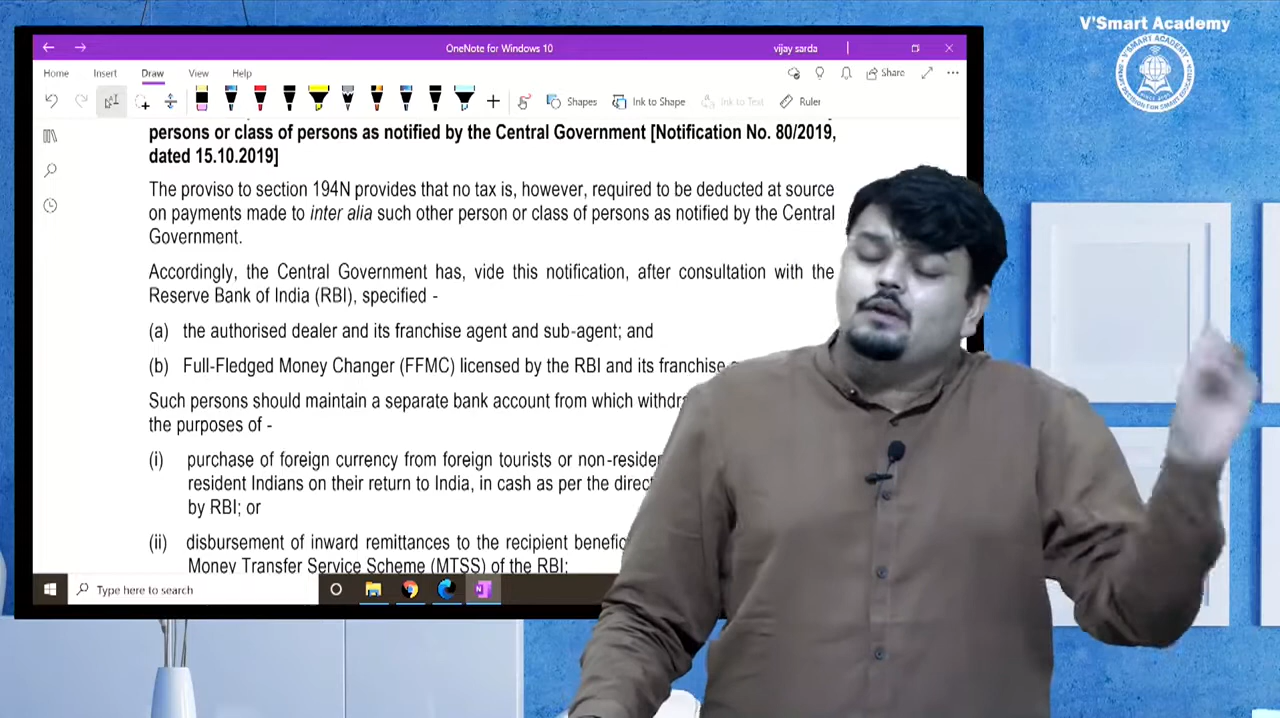 V'Smart Academy
OneNote for Windows 10
vijay sarda
Home Insert Draw View Help
Share
Shapes
Ink to Shape
Ink to Text
Ruler
persons or class of persons as notified by the Central Government [Notification No. 80/2019,
dated 15.10.2019]
The proviso to section 194N provides that no tax is, however, required to be deducted at source
on payments made to inter alia such other person or class of persons as notified by the Central
Government.
Accordingly, the Central Government has, vide this notification, after consultation with the
Reserve Bank of India (RBI), specified -
(a) the authorised dealer and its franchise agent and sub-agent; and
(b) Full-Fledged Money Changer (FFMC) licensed by the RBI and its franchise
Such persons should maintain a separate bank account from which
the purposes of -
(i) purchase of foreign currency from foreign tourists or
resident Indians on their return to India, in cash as per the
by RBI; or
(ii) disbursement of inward remittances to the recipient
Money Transfer Service Scheme (MTSS) of the RBI;
Type here to search
V'SMART ACADEMY